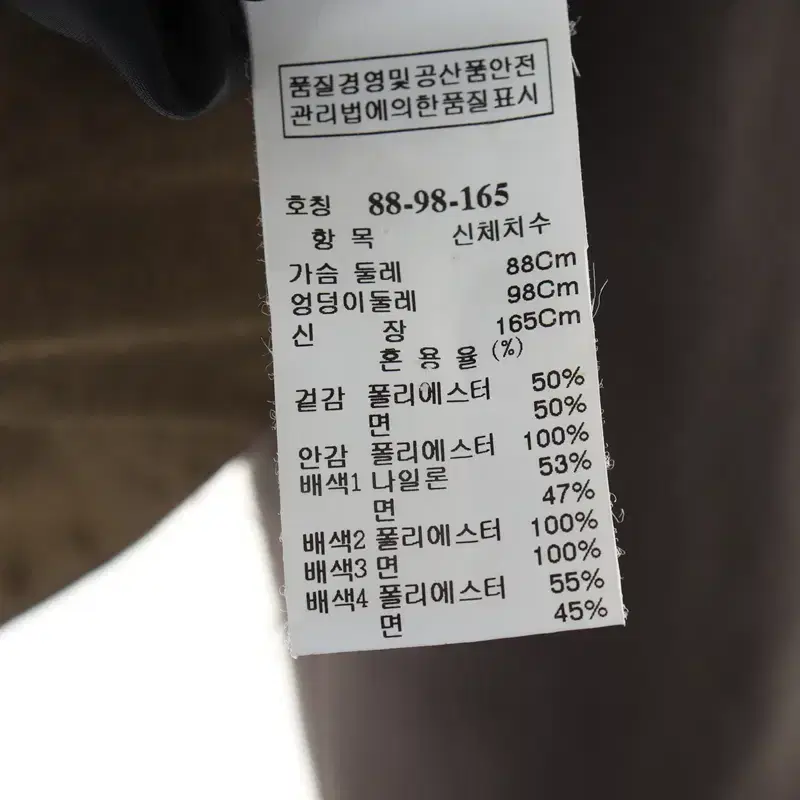 품질경영및공산품안전
관리법에의한품질표시
호칭 88-98-165
항 목 신체치수
가슴 둘레 88Cm
엉덩이둘레 98Cm
신 장 165Cm
혼 용 율 (%)
겉감 폴리에스터 50%
면 50%
안감 폴리에스터 100%
배색1 나일론 53%
면 47%
배색2 폴리에스터 100%
배색3 면 100%
배색4 폴리에스터 55%
면 45%